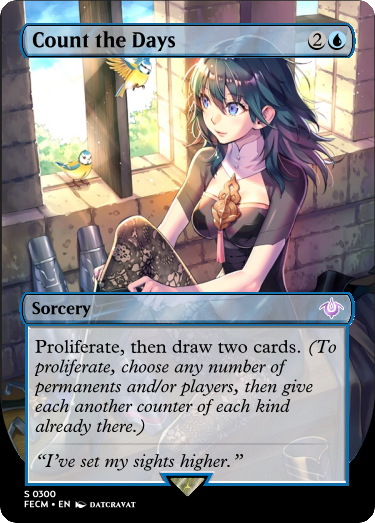 Count the Days 2
Sorcery
Proliferate, then draw two cards. (To
proliferate, choose any number of
permanents and/or players, then give
each another counter of each kind
already there.)
“I’ve set my sights higher.”
S 0300
FECM • EN DATCRAVAT